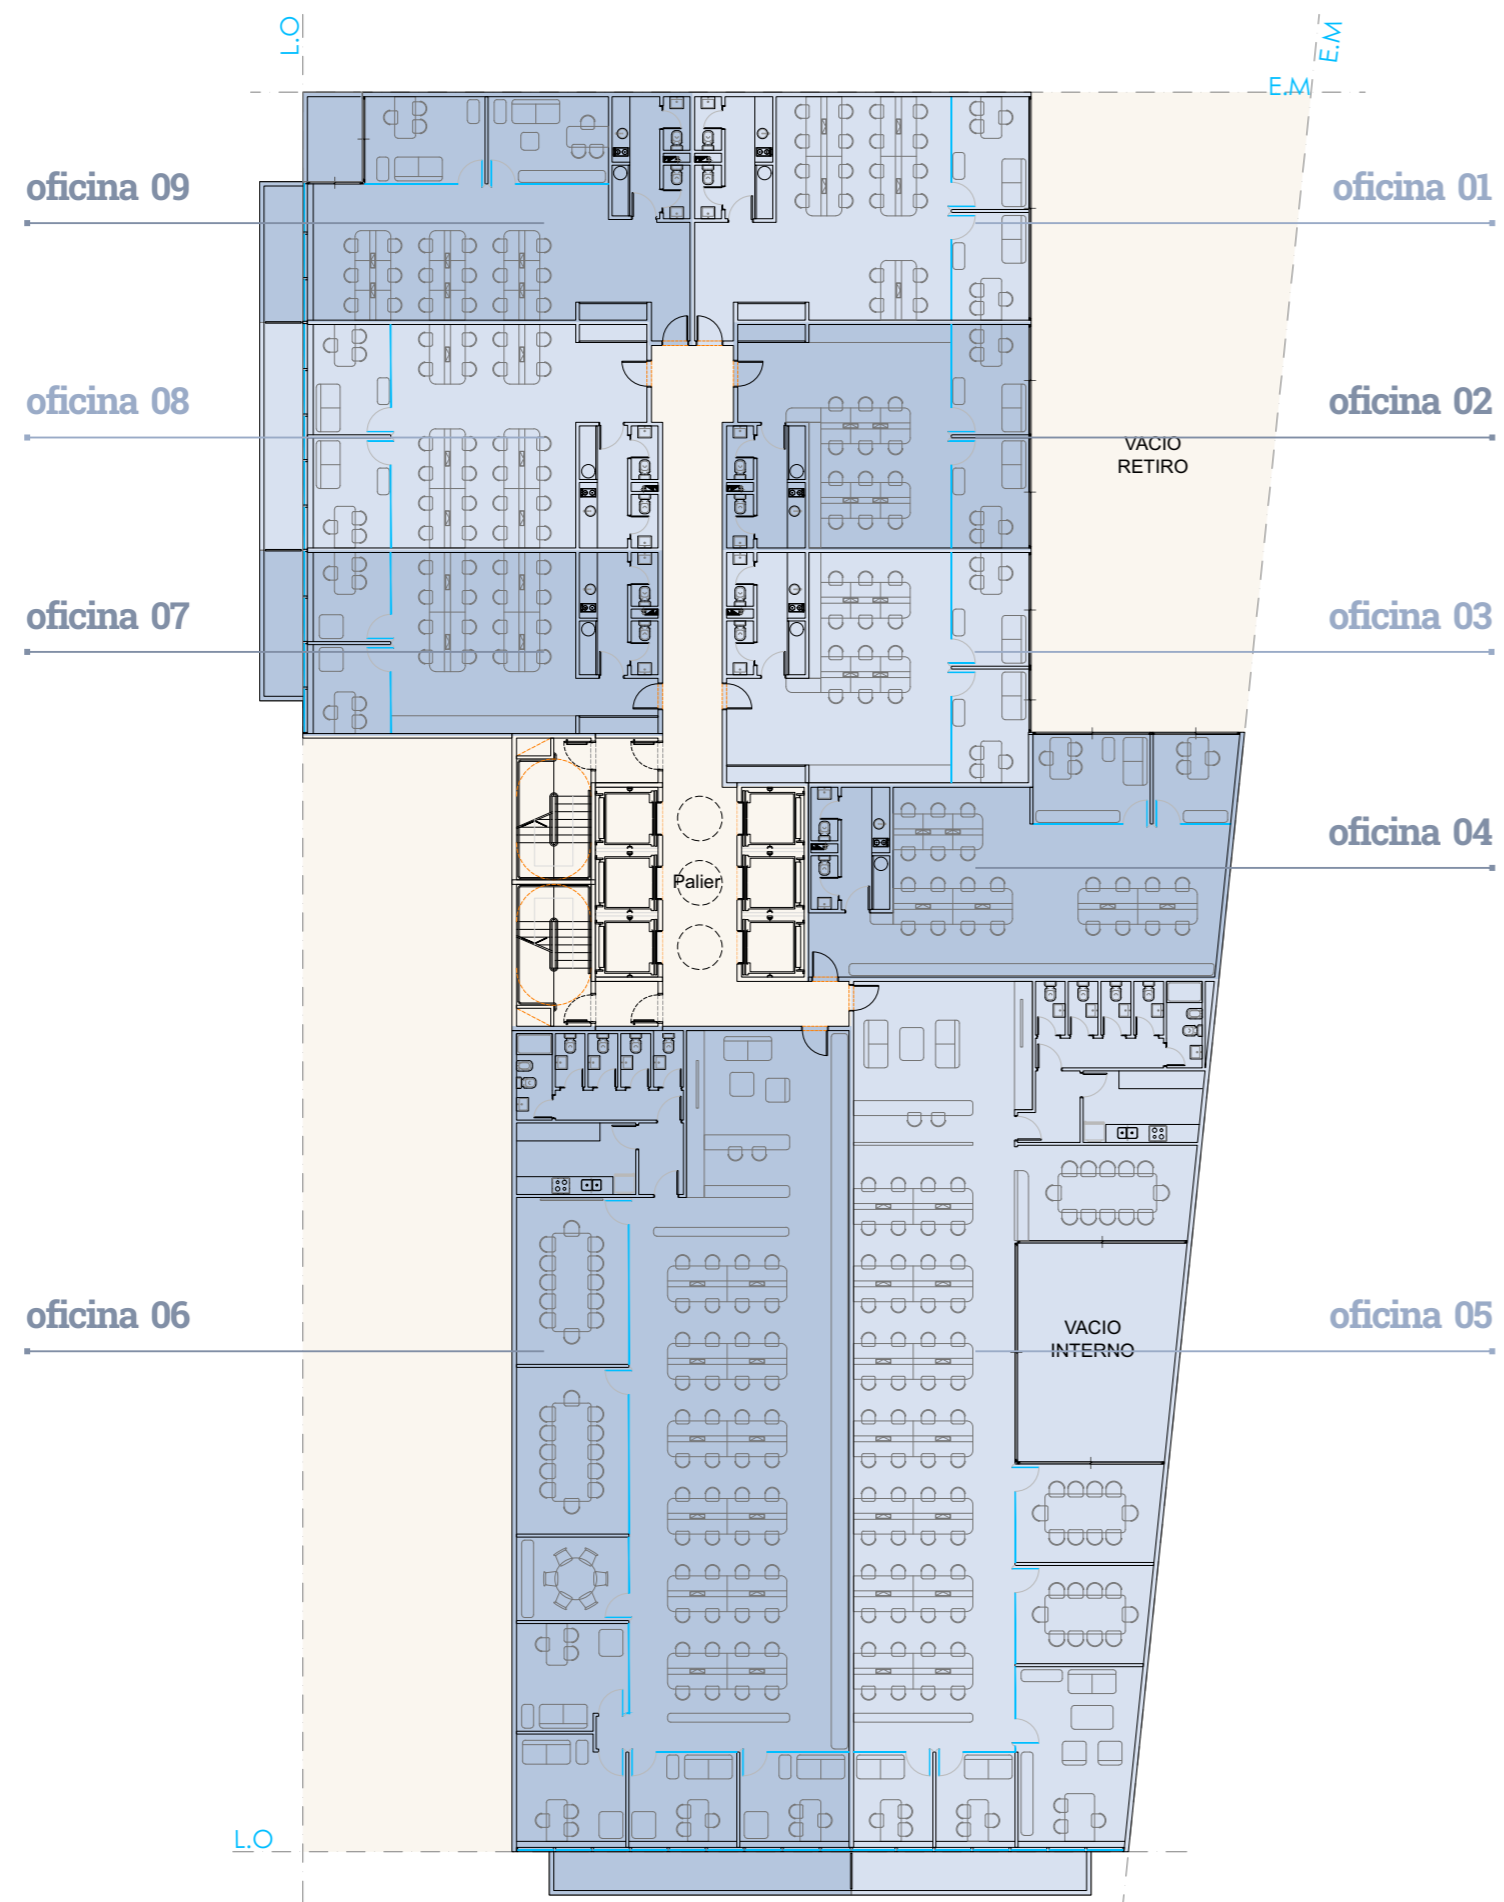 L.O
E.M
E.M
oficina 09
oficina 01
oficina 08
oficina 02
VACIO
RETIRO
oficina 07
oficina 03
oficina 04
Palier
oficina 06
oficina 05
VACIO
INTERNO
L.O